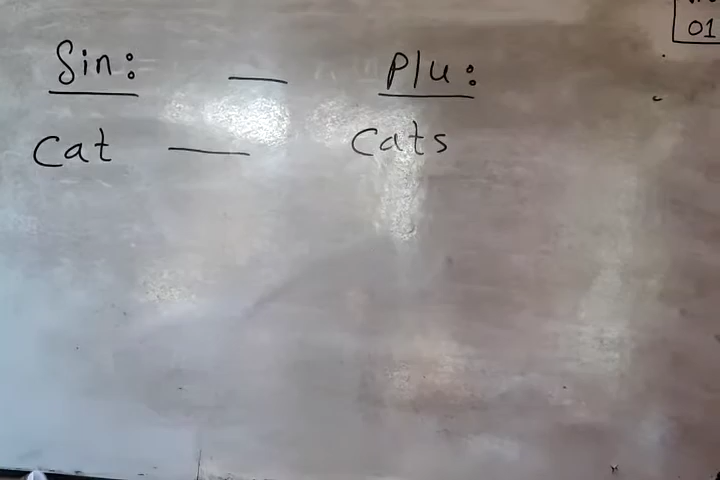 Sin: — Plu:
Cat — Cats
01